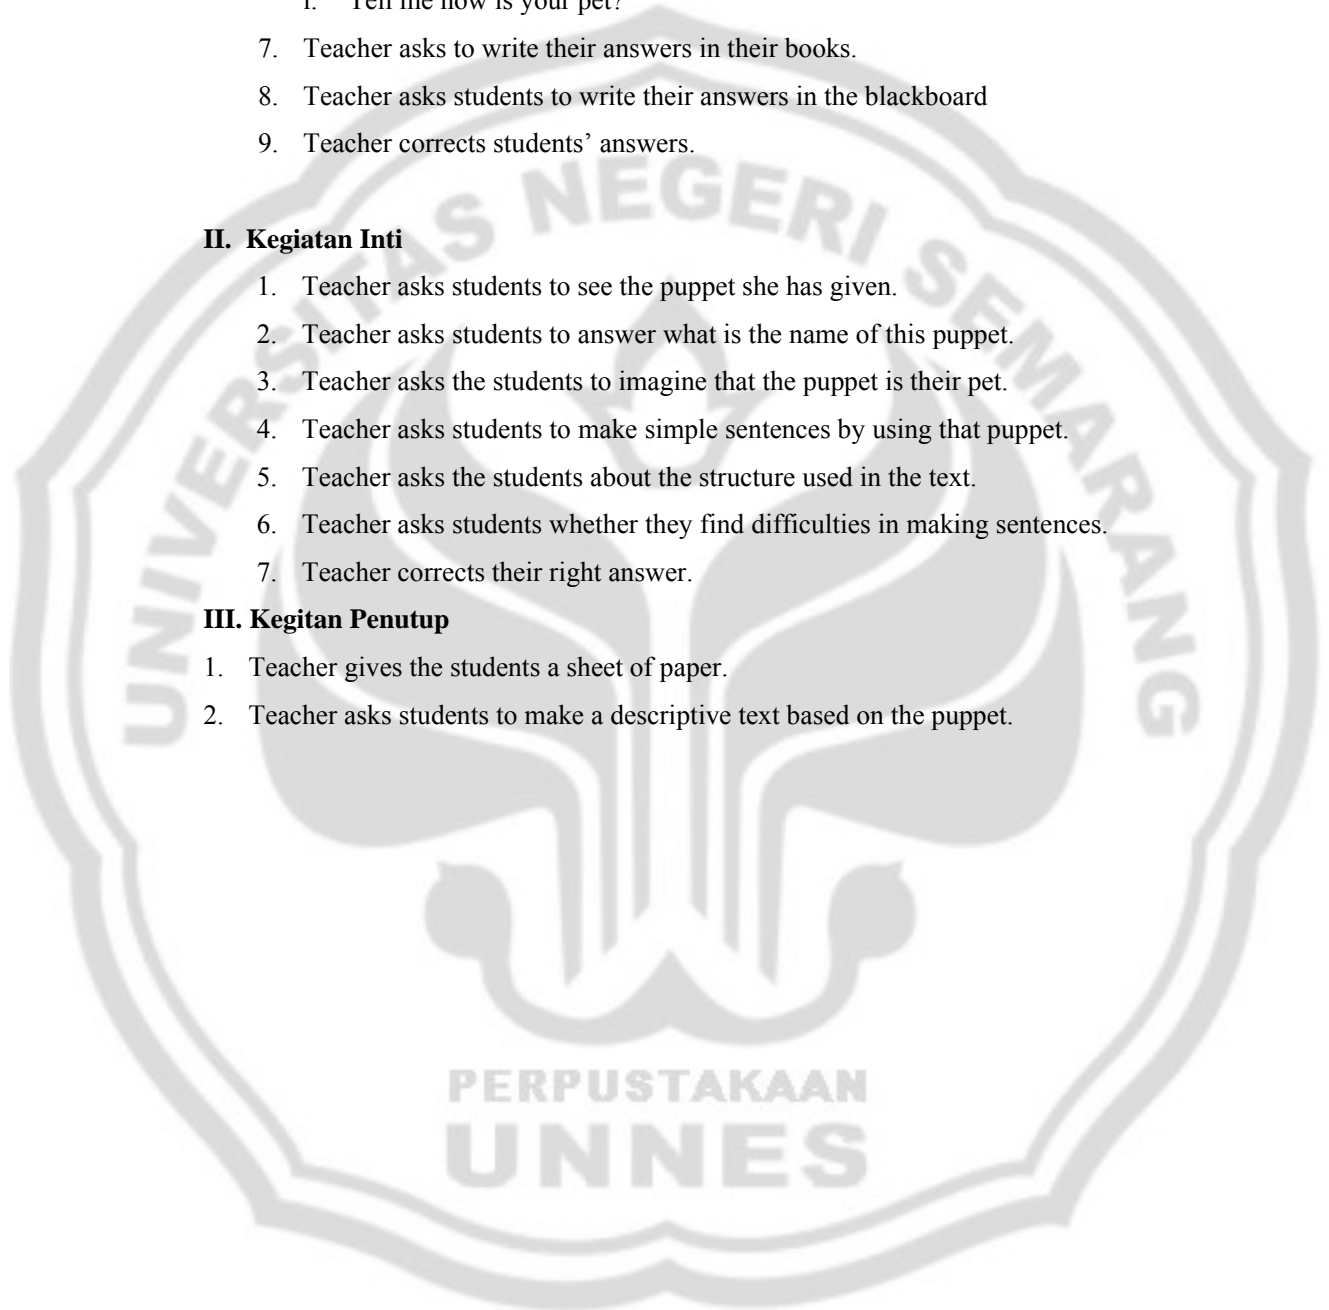 i. Tell me how is your pet?
7. Teacher asks to write their answers in their books.
8. Teacher asks students to write their answers in the blackboard
9. Teacher corrects students’ answers.
II. Kegiatan Inti
1. Teacher asks students to see the puppet she has given.
2. Teacher asks students to answer what is the name of this puppet.
3. Teacher asks the students to imagine that the puppet is their pet.
4. Teacher asks students to make simple sentences by using that puppet.
5. Teacher asks the students about the structure used in the text.
6. Teacher asks students whether they find difficulties in making sentences.
7. Teacher corrects their right answer.
III. Kegitan Penutup
1. Teacher gives the students a sheet of paper.
2. Teacher asks students to make a descriptive text based on the puppet.
UNIVERSITAS NEGERI SEMARANG
PERPUSTAKAAN
UNNES